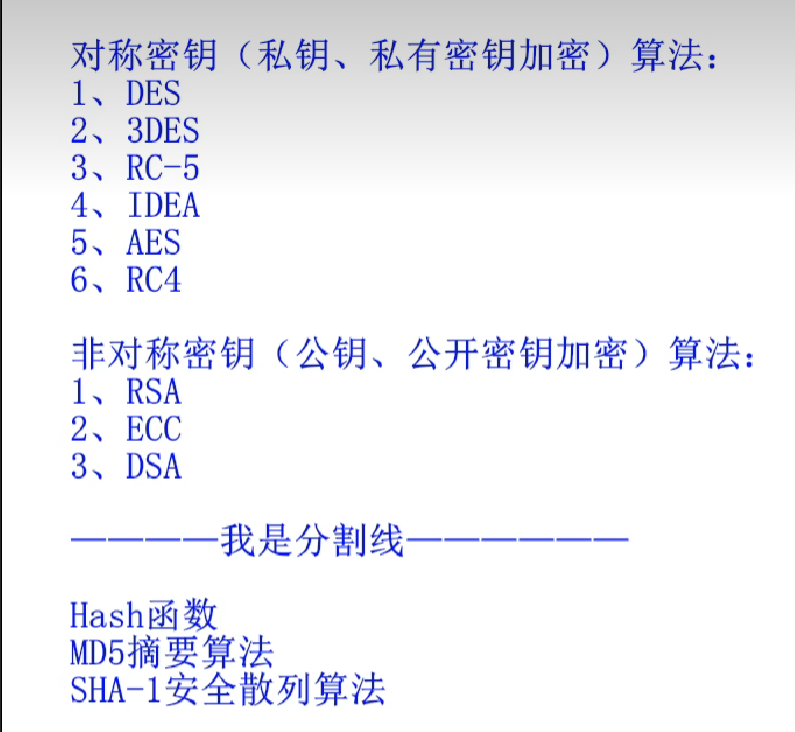 对称密钥（私钥、私有密钥加密）算法：
1、DES
2、3DES
3、RC-5
4、IDEA
5、AES
6、RC4
非对称密钥（公钥、公开密钥加密）算法：
1、RSA
2、ECC
3、DSA
————我是分割线——————
Hash函数
MD5摘要算法
SHA-1安全散列算法